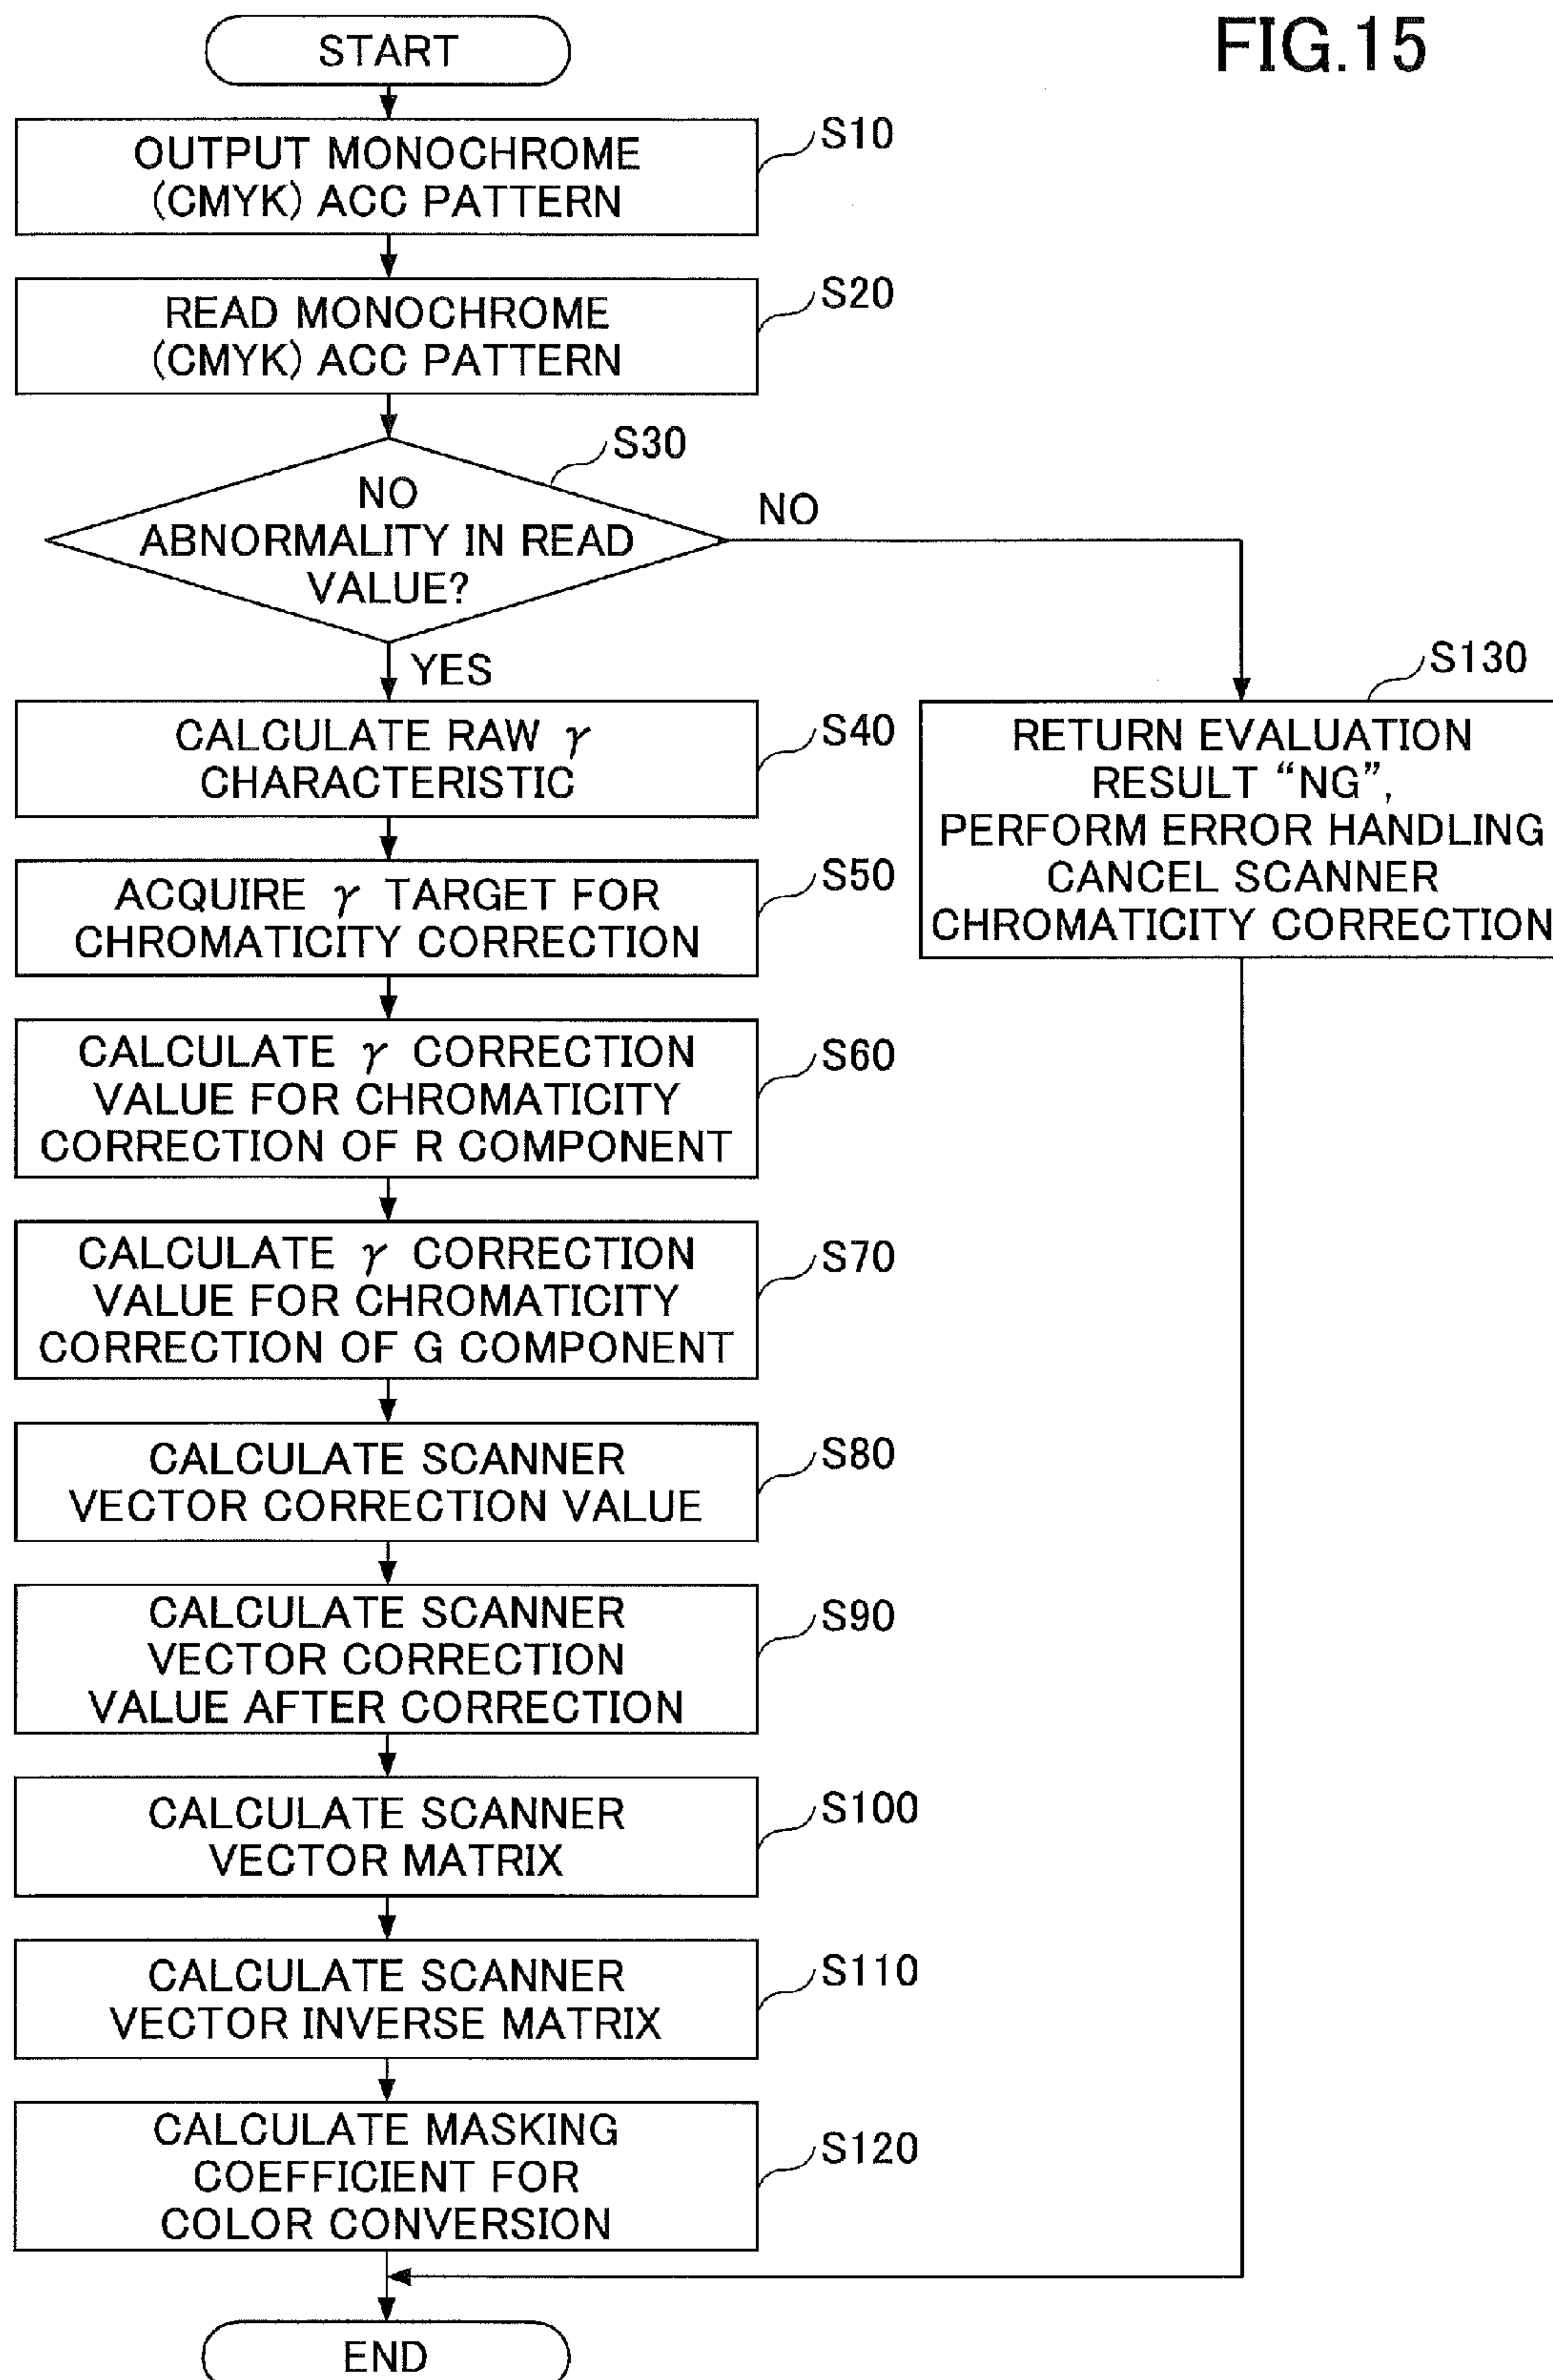 FIG.15
START
OUTPUT MONOCHROME
(CMYK) ACC PATTERN
S10
READ MONOCHROME
(CMYK) ACC PATTERN
S20
NO
ABNORMALITY IN READ
VALUE?
S30
NO
YES
CALCULATE RAW γ
CHARACTERISTIC
S40
RETURN EVALUATION
RESULT “NG”,
PERFORM ERROR HANDLING
CANCEL SCANNER
CHROMATICITY CORRECTION
S130
ACQUIRE γ TARGET FOR
CHROMATICITY CORRECTION
S50
CALCULATE γ CORRECTION
VALUE FOR CHROMATICITY
CORRECTION OF R COMPONENT
S60
CALCULATE γ CORRECTION
VALUE FOR CHROMATICITY
CORRECTION OF G COMPONENT
S70
CALCULATE SCANNER
VECTOR CORRECTION VALUE
S80
CALCULATE SCANNER
VECTOR CORRECTION
VALUE AFTER CORRECTION
S90
CALCULATE SCANNER
VECTOR MATRIX
S100
CALCULATE SCANNER
VECTOR INVERSE MATRIX
S110
CALCULATE MASKING
COEFFICIENT FOR
COLOR CONVERSION
S120
END